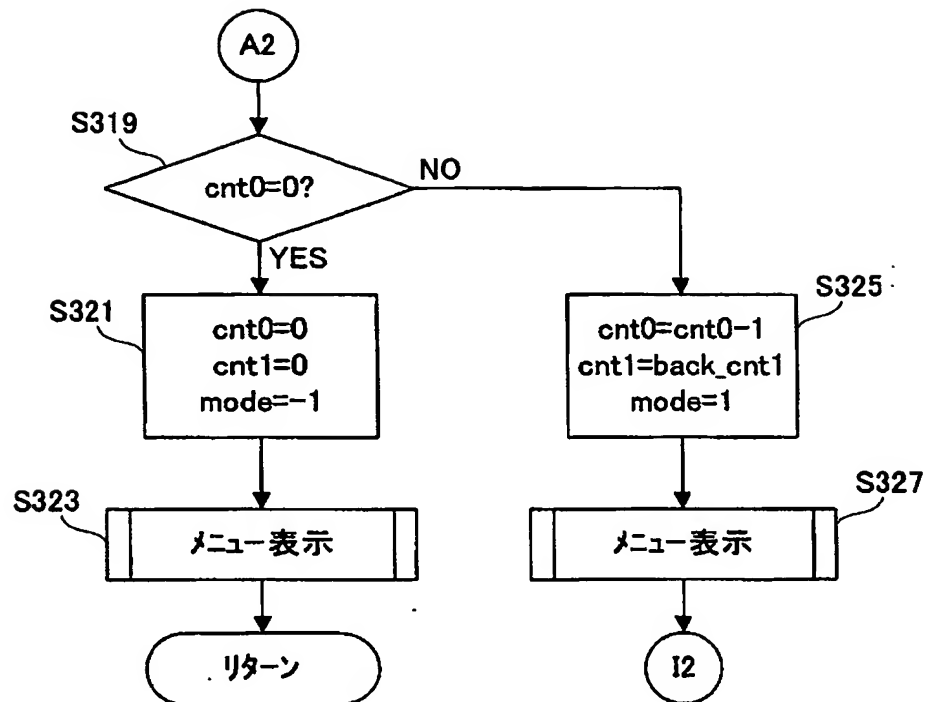 A2
S319
cnt0=0?
NO
YES
S321
cnt0=0
cnt1=0
mode=-1
S325
cnt0=cnt0-1
cnt1=back_cnt1
mode=1
S323
メニュー表示
S327
メニュー表示
リターン
I2